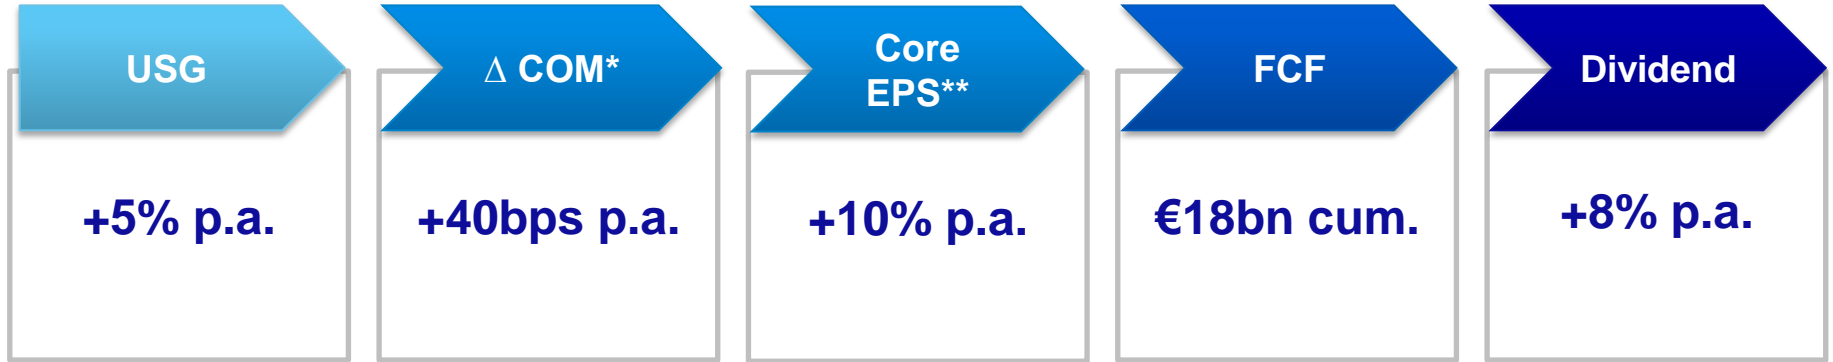 USG
Δ COM*
Core
EPS**
FCF
Dividend
+5% p.a.
+40bps p.a.
+10% p.a.
€18bn cum.
+8% p.a.